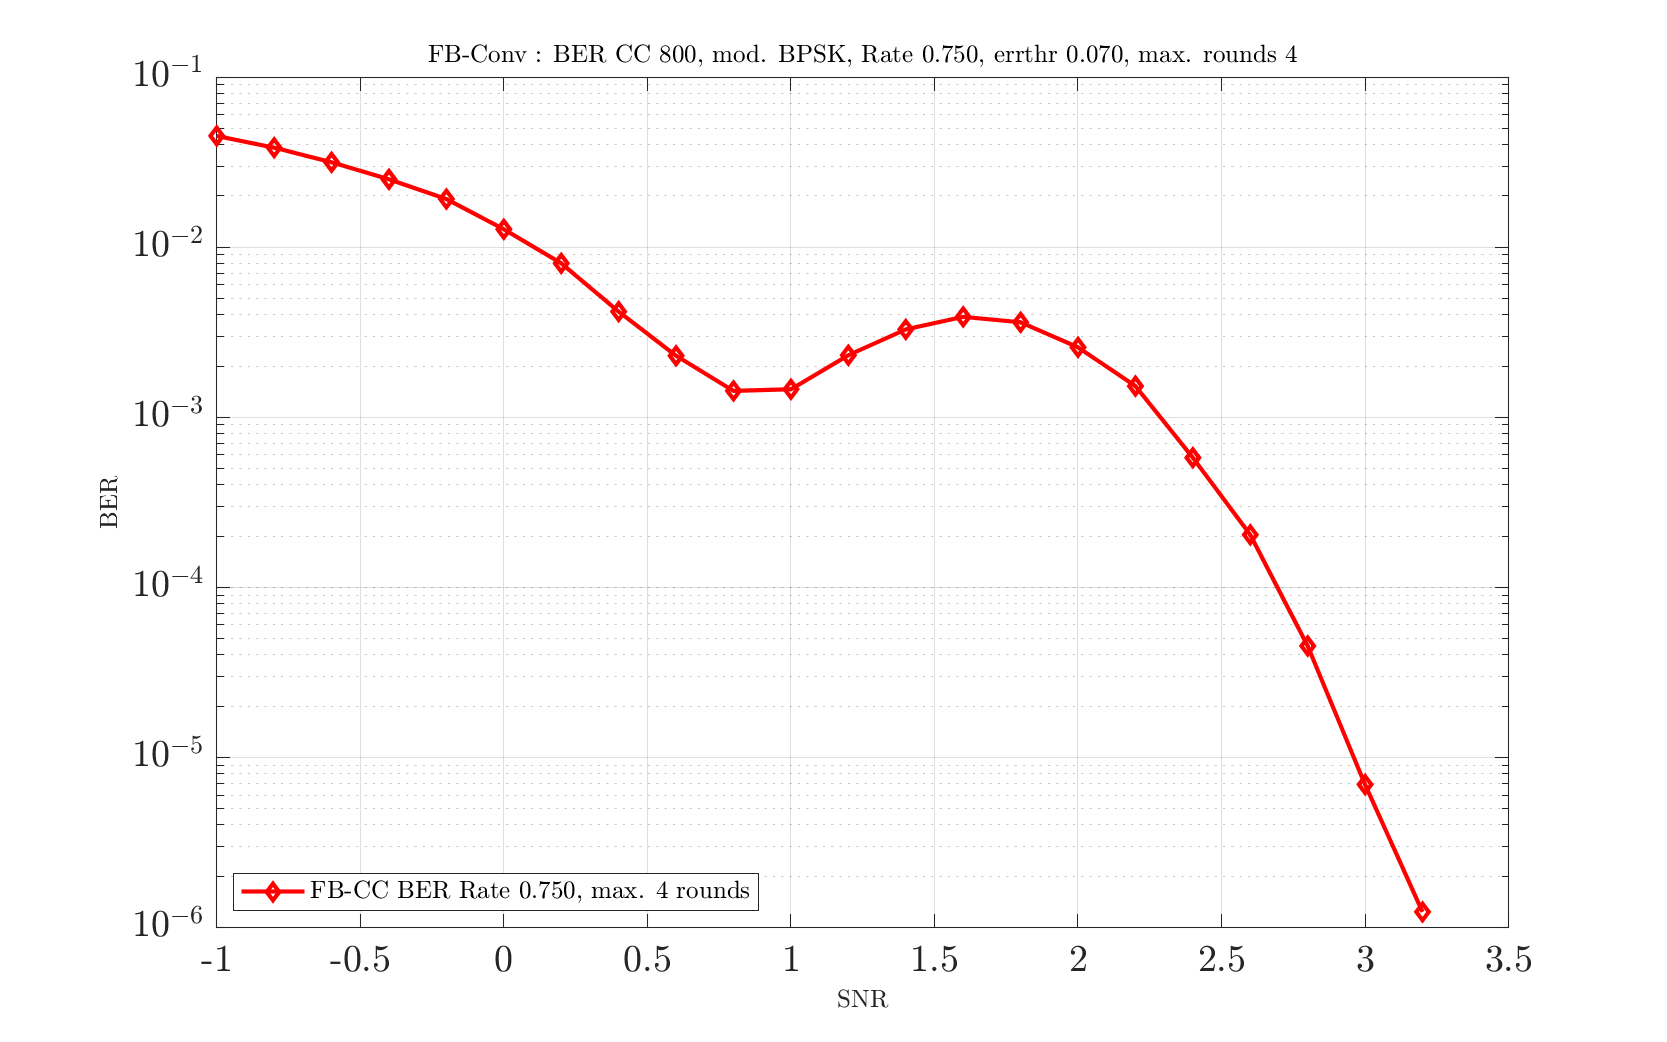 FB-Conv : BER CC 800, mod. BPSK, Rate 0.750, errthr 0.070, max. rounds 4
10^{-1}
10^{-2}
10^{-3}
10^{-4}
10^{-5}
10^{-6}
BER
FB-CC BER Rate 0.750, max. 4 rounds
-1 -0.5 0 0.5 1 1.5 2 2.5 3 3.5
SNR